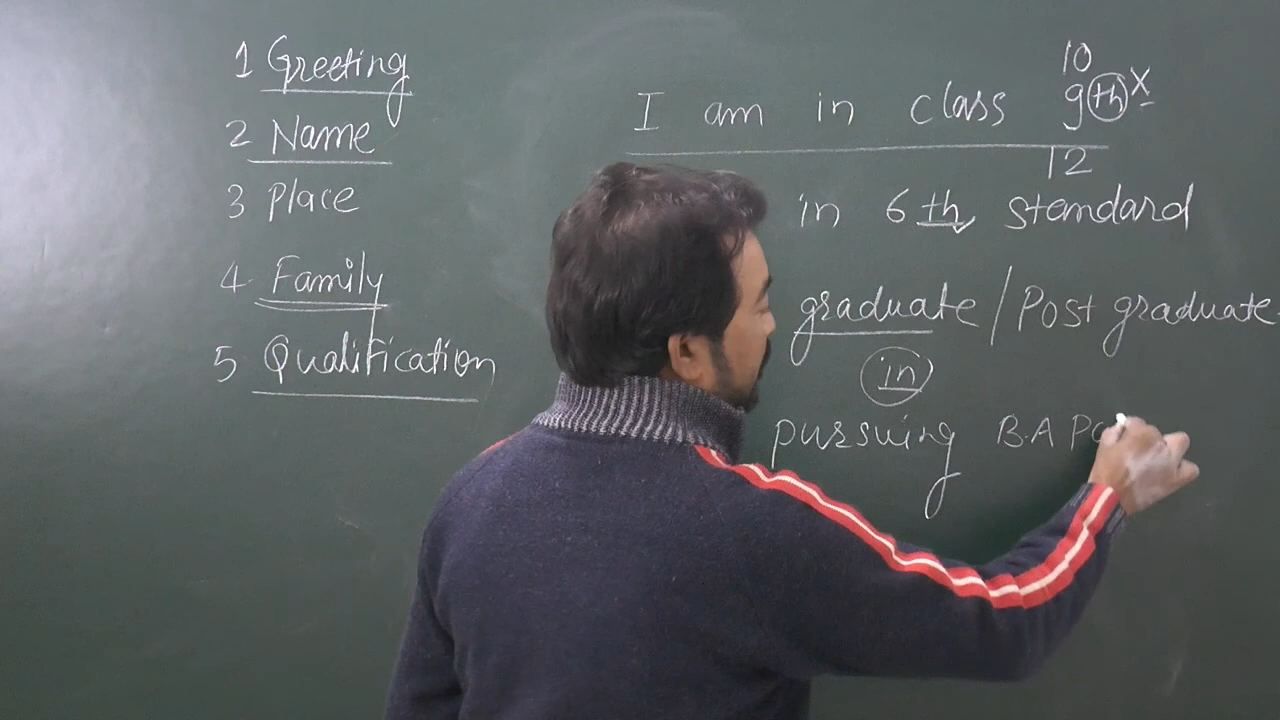 1 Greeting
2 Name
3 Place
4 Family
5 Qualification
10
I am in class 9th x
12
in 6th standard
graduate / Post graduate
in
pursuing B.A